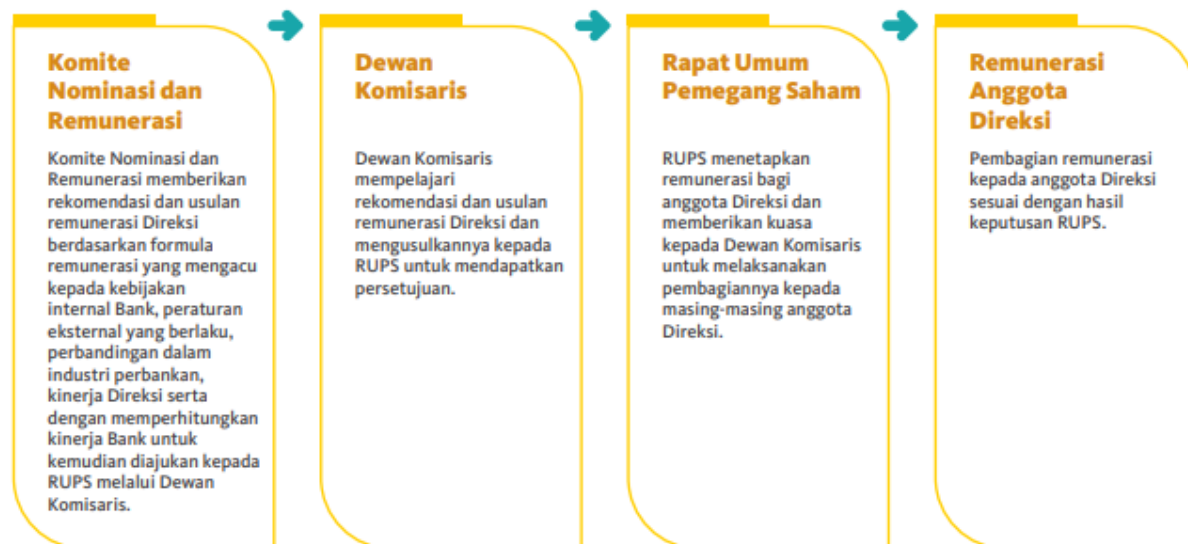 Komite
Nominasi dan
Remunerasi
Komite Nominasi dan
Remunerasi memberikan
rekomendasi dan usulan
remunerasi Direksi
berdasarkan formula
remunerasi yang mengacu
kepada kebijakan
internal Bank, peraturan
eksternal yang berlaku,
perbandingan dalam
industri perbankan,
kinerja Direksi serta
dengan memperhitungkan
kinerja Bank untuk
kemudian diajukan kepada
RUPS melalui Dewan
Komisaris.
Dewan
Komisaris
Dewan Komisaris
mempelajari
rekomendasi dan usulan
remunerasi Direksi dan
mengusulkannya kepada
RUPS untuk mendapatkan
persetujuan.
Rapat Umum
Pemegang Saham
RUPS menetapkan
remunerasi bagi
anggota Direksi dan
memberikan kuasa
kepada Dewan Komisaris
untuk melaksanakan
pembagiannya kepada
masing-masing anggota
Direksi.
Remunerasi
Anggota
Direksi
Pembagian remunerasi
kepada anggota Direksi
sesuai dengan hasil
keputusan RUPS.